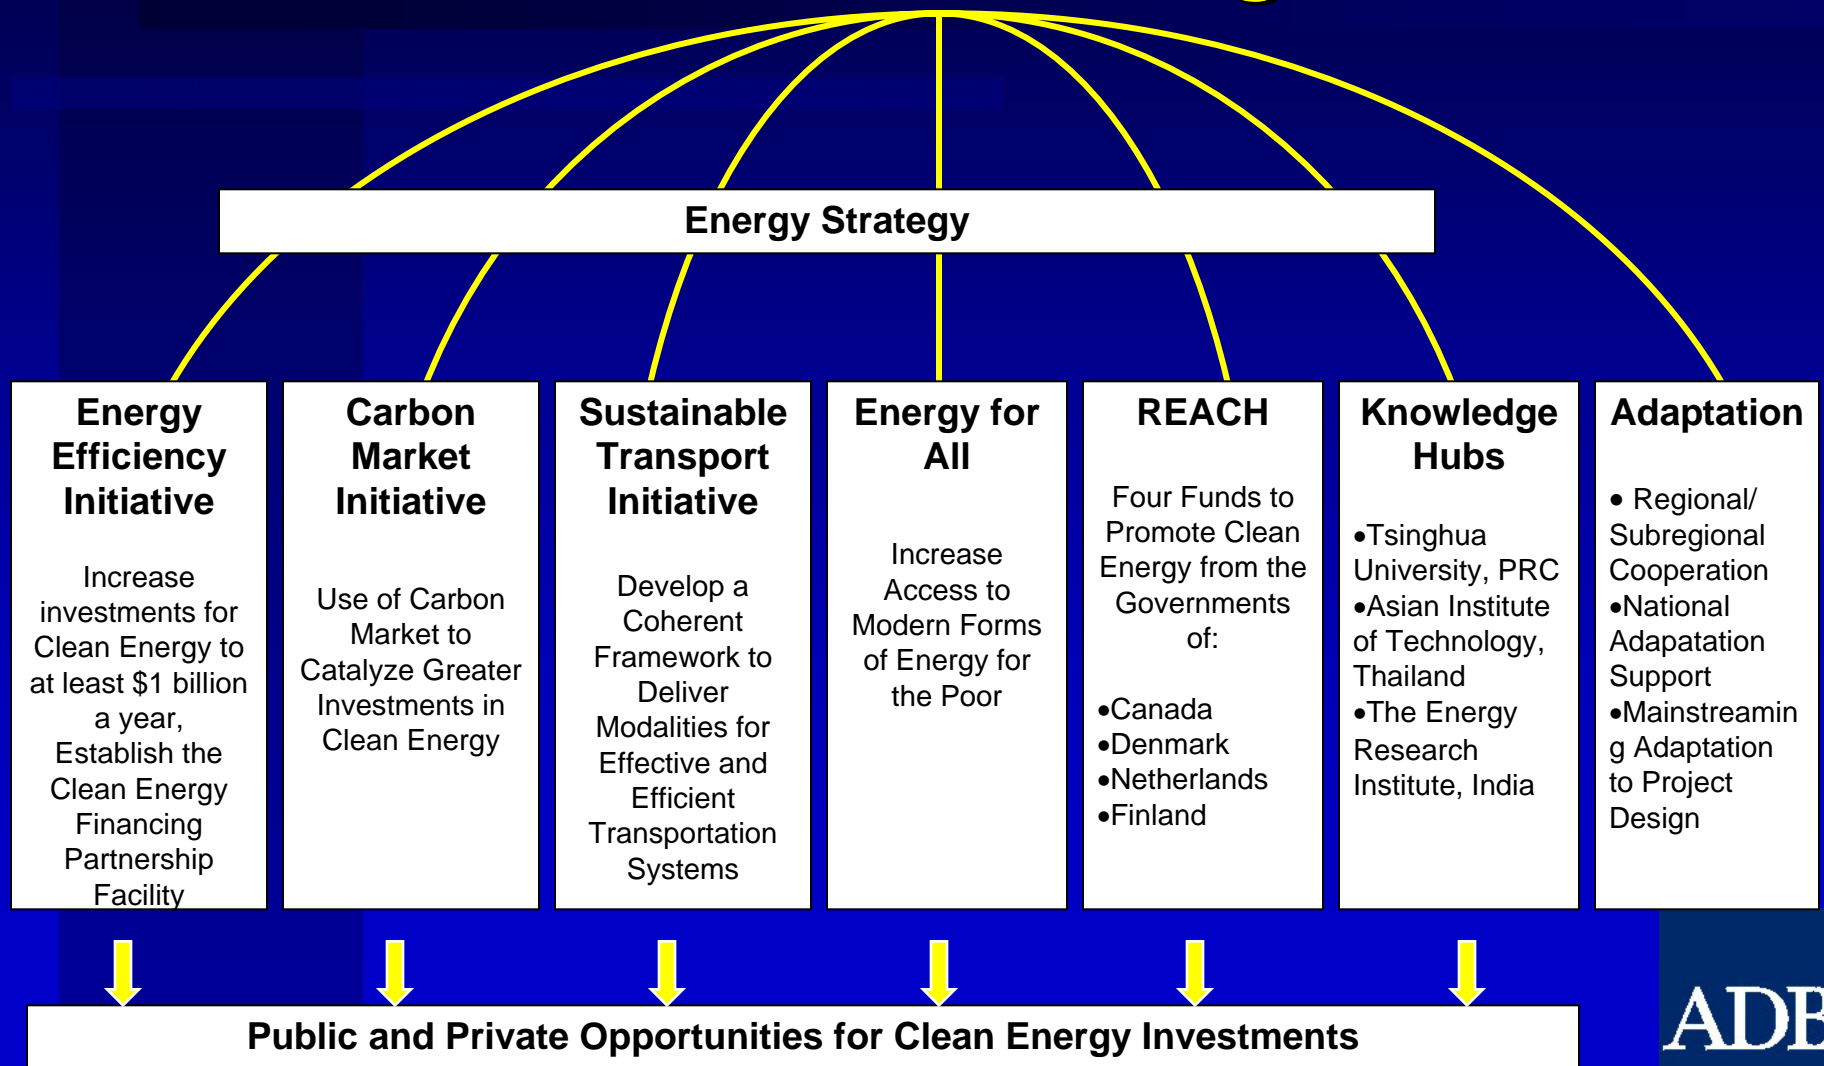 Energy Strategy
Energy
Efficiency
Initiative
Increase
investments for
Clean Energy to
at least $1 billion
a year,
Establish the
Clean Energy
Financing
Partnership
Facility
Carbon
Market
Initiative
Use of Carbon
Market to
Catalyze Greater
Investments in
Clean Energy
Sustainable
Transport
Initiative
Develop a
Coherent
Framework to
Deliver
Modalities for
Effective and
Efficient
Transportation
Systems
Energy for
All
Increase
Access to
Modern Forms
of Energy for
the Poor
REACH
Four Funds to
Promote Clean
Energy from the
Governments
of:
•Canada
•Denmark
•Netherlands
•Finland
Knowledge
Hubs
•Tsinghua
University, PRC
•Asian Institute
of Technology,
Thailand
•The Energy
Research
Institute, India
Adaptation
• Regional/
Subregional
Cooperation
•National
Adapatation
Support
•Mainstreamin
g Adaptation
to Project
Design
Public and Private Opportunities for Clean Energy Investments
ADB